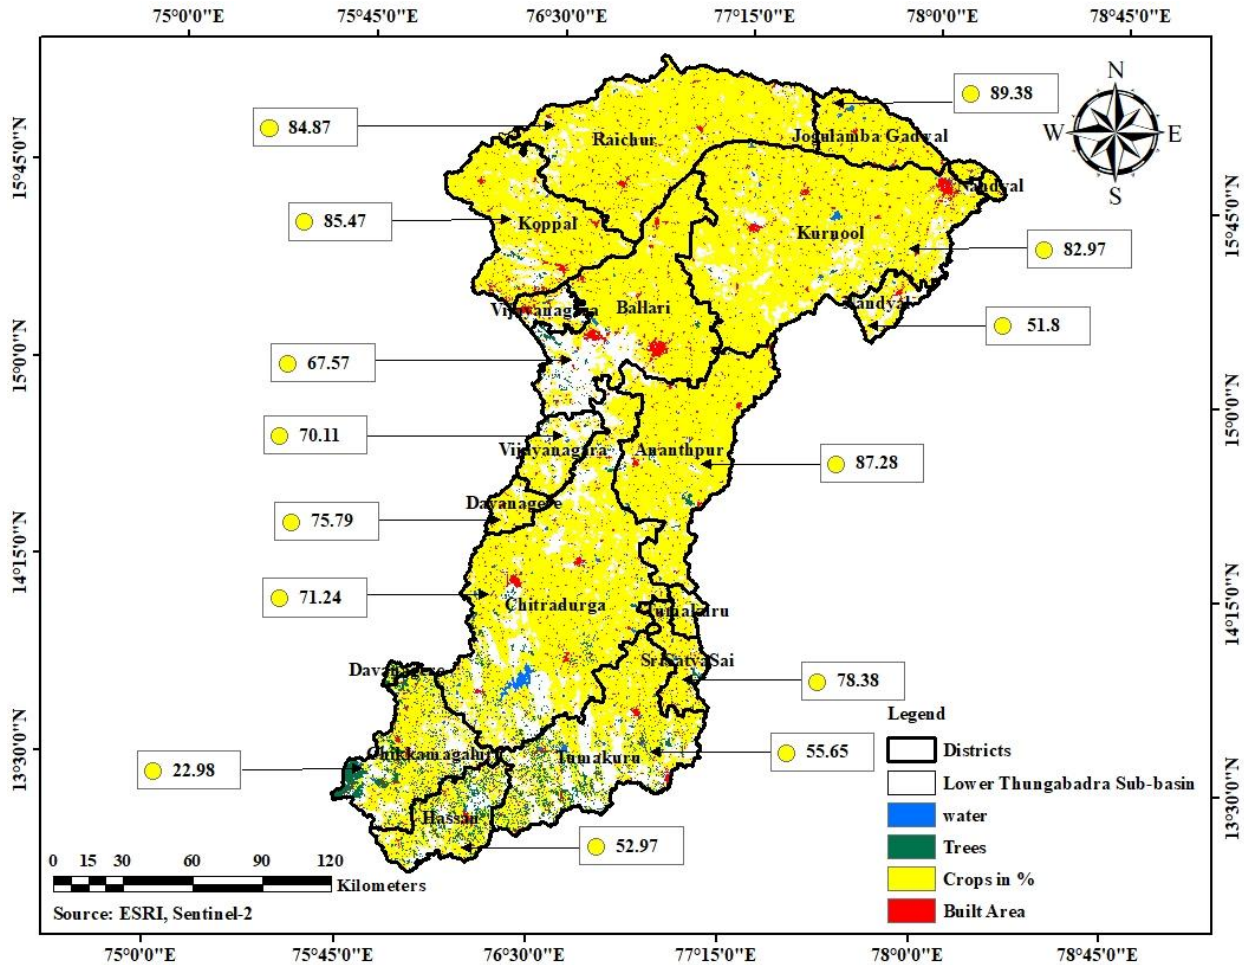 75°0'0"E 75°45'0"E 76°30'0"E 77°15'0"E 78°0'0"E 78°45'0"E
N
W E
S
15°45'0"N
15°0'0"N
14°15'0"N
13°30'0"N
15°45'0"N
15°0'0"N
14°15'0"N
13°30'0"N
89.38
84.87
Raichur
Jogulamba Gadwal
Nandyal
85.47
Koppal
Kurnool
82.97
Nandyal
Vijayanagara
Ballari
51.8
67.57
70.11
Vijayanagara
Ananthpur
87.28
Davanagere
75.79
71.24
Chitradurga
Tumakuru
SriSatyaSai
Davanagere
78.38
Chikkamagaluru
Tumakuru
55.65
22.98
Hassan
52.97
Legend
Districts
Lower Thungabadra Sub-basin
water
Trees
Crops in %
Built Area
0 15 30 60 90 120
Kilometers
Source: ESRI, Sentinel-2
75°0'0"E 75°45'0"E 76°30'0"E 77°15'0"E 78°0'0"E 78°45'0"E